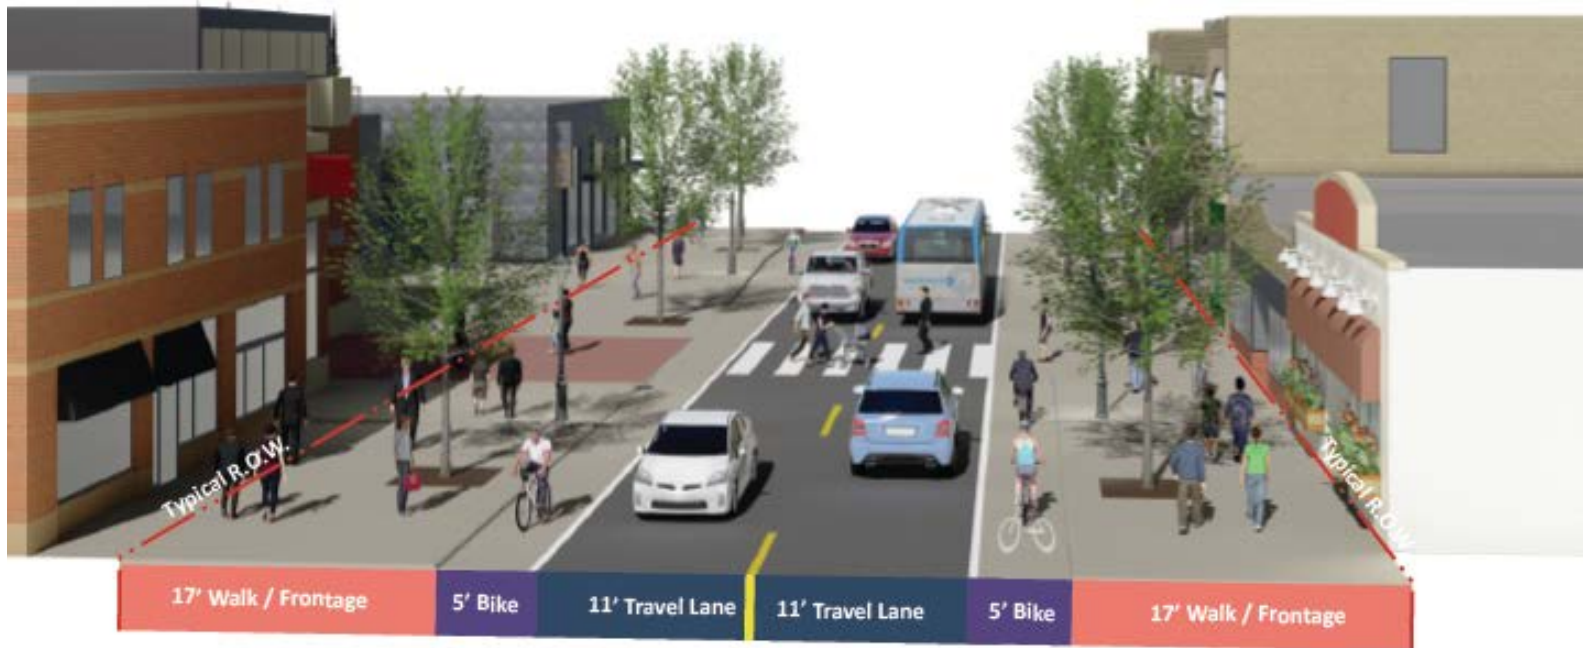 Typical R.O.W.
Typical R.O.W.
17' Walk / Frontage
5' Bike
11' Travel Lane
11' Travel Lane
5' Bike
17' Walk / Frontage